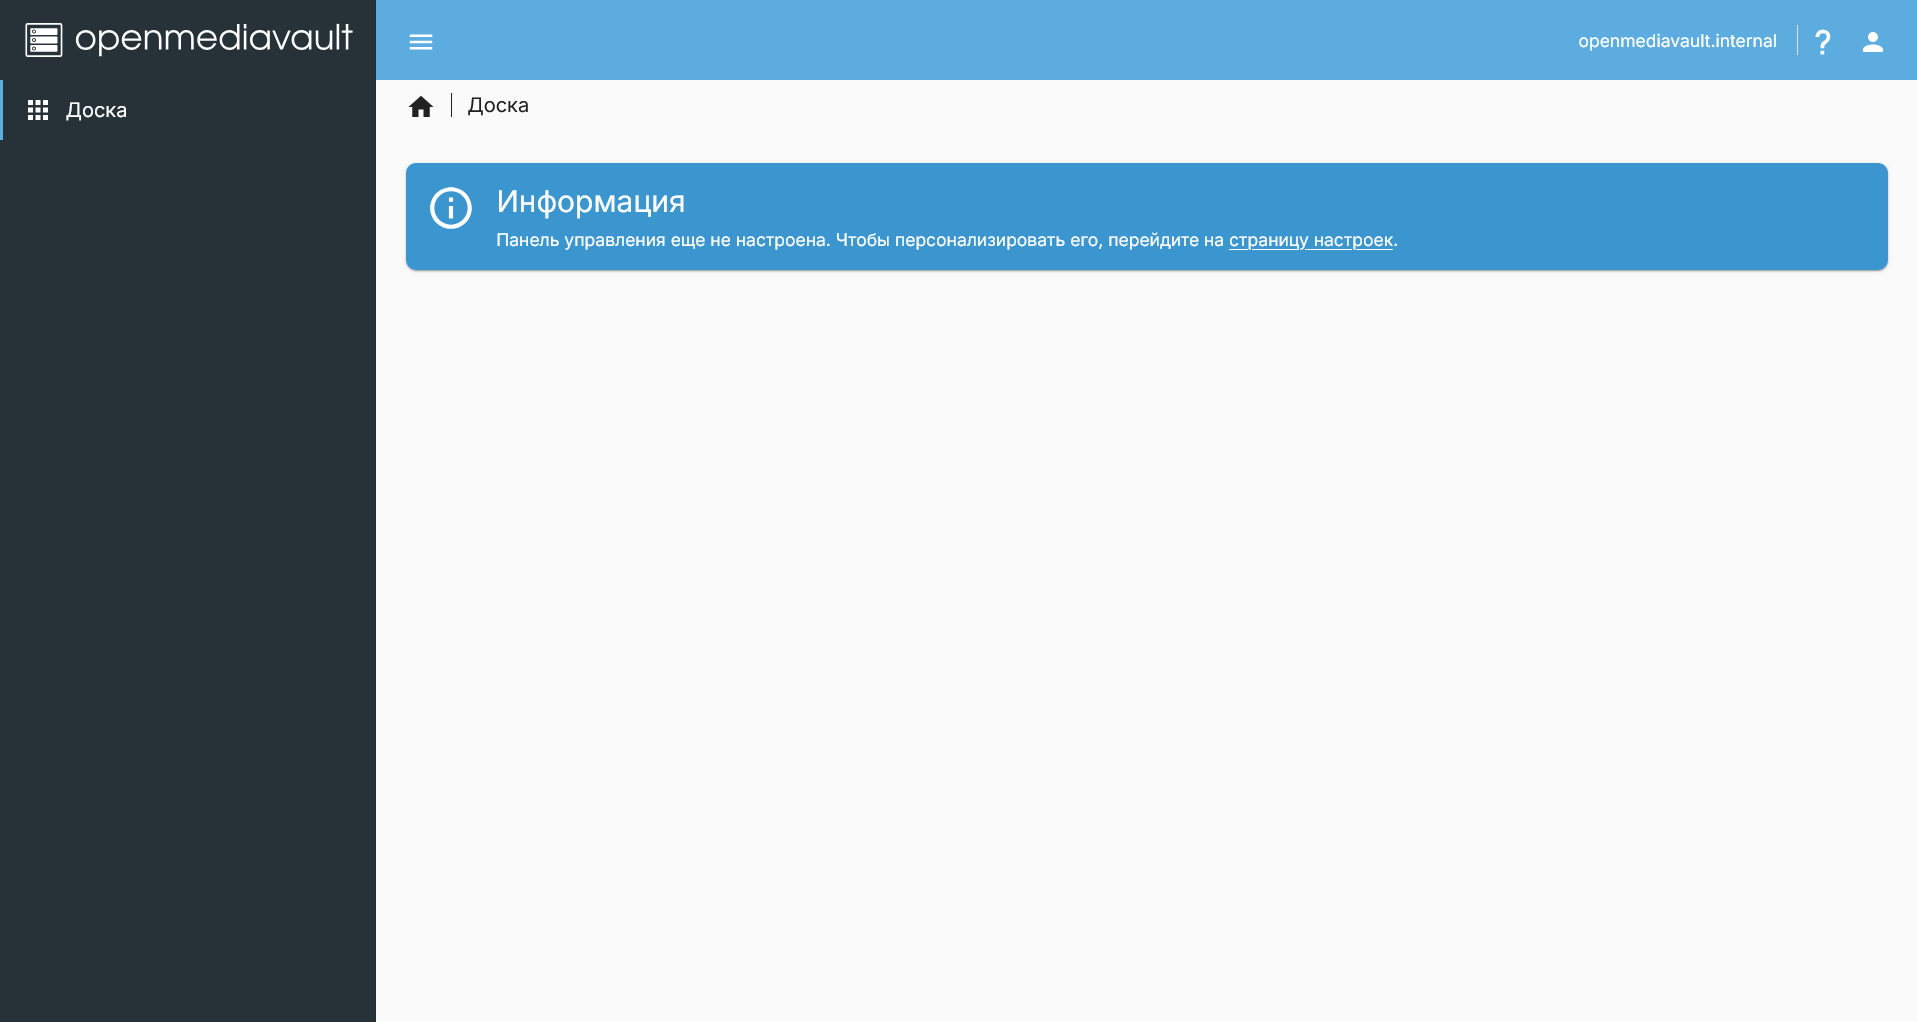 openmediavault
openmediavault.internal
Доска
Доска
Информация
Панель управления еще не настроена. Чтобы персонализировать его, перейдите на страницу настроек.